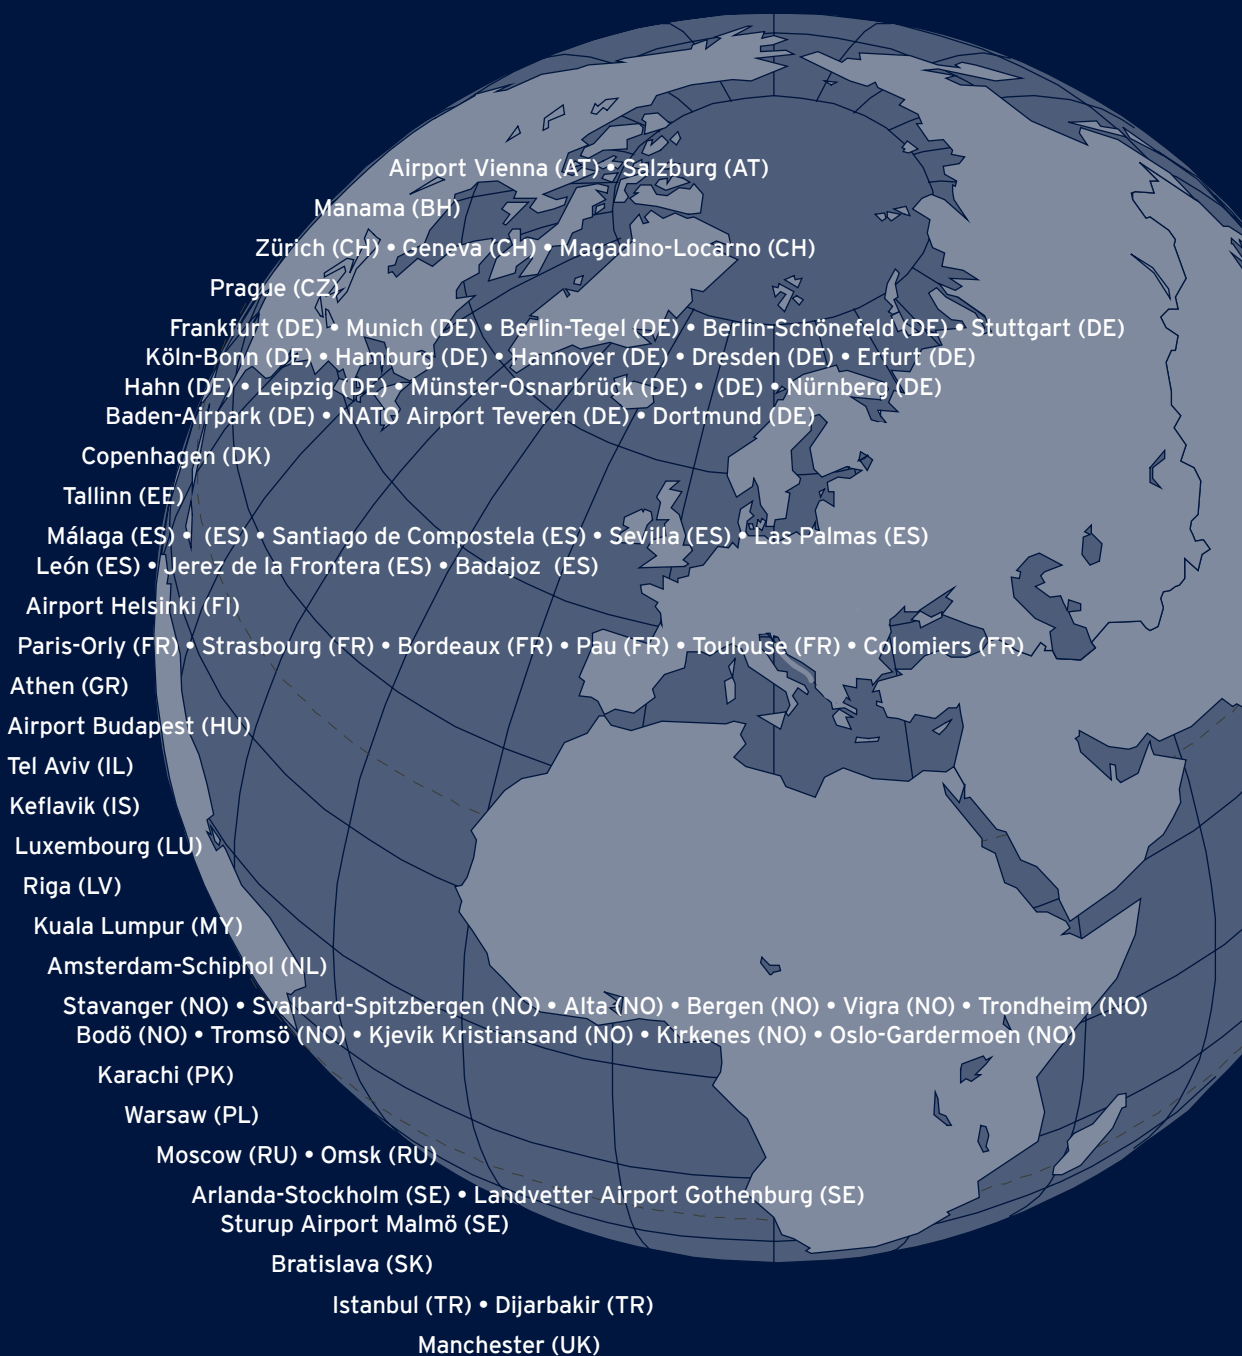 Airport Vienna (AT) • Salzburg (AT)
Manama (BH)
Zürich (CH) • Geneva (CH) • Magadino-Locarno (CH)
Prague (CZ)
Frankfurt (DE) • Munich (DE) • Berlin-Tegel (DE) • Berlin-Schönefeld (DE) • Stuttgart (DE)
Köln-Bonn (DE) • Hamburg (DE) • Hannover (DE) • Dresden (DE) • Erfurt (DE)
Hahn (DE) • Leipzig (DE) • Münster-Osnarbrück (DE) •  (DE) • Nürnberg (DE)
Baden-Airpark (DE) • NATO Airport Teveren (DE) • Dortmund (DE)
Copenhagen (DK)
Tallinn (EE)
Málaga (ES) •  (ES) • Santiago de Compostela (ES) • Sevilla (ES) • Las Palmas (ES)
León (ES) • Jerez de la Frontera (ES) • Badajoz  (ES)
Airport Helsinki (FI)
Paris-Orly (FR) • Strasbourg (FR) • Bordeaux (FR) • Pau (FR) • Toulouse (FR) • Colomiers (FR)
Athen (GR)
Airport Budapest (HU)
Tel Aviv (IL)
Keflavik (IS)
Luxembourg (LU)
Riga (LV)
Kuala Lumpur (MY)
Amsterdam-Schiphol (NL)
Stavanger (NO) • Svalbard-Spitzbergen (NO) • Alta (NO) • Bergen (NO) • Vigra (NO) • Trondheim (NO)
Bodö (NO) • Tromsö (NO) • Kjevik Kristiansand (NO) • Kirkenes (NO) • Oslo-Gardermoen (NO)
Karachi (PK)
Warsaw (PL)
Moscow (RU) • Omsk (RU)
Arlanda-Stockholm (SE) • Landvetter Airport Gothenburg (SE)
Sturup Airport Malmö (SE)
Bratislava (SK)
Istanbul (TR) • Dijarbakir (TR)
Manchester (UK)